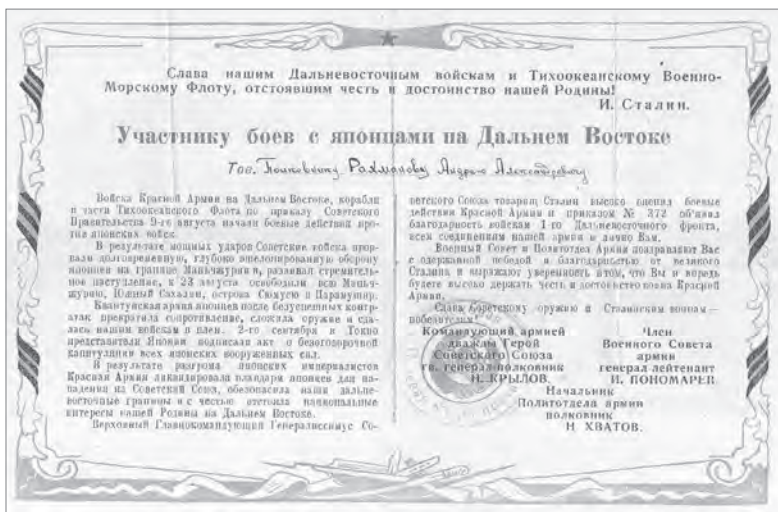 Слава нашим Дальневосточным войскам и Тихоокеанскому Военно-
Морскому Флоту, отстоявшим честь и достоинство нашей Родины!
И. Сталин.
Участнику боев с японцами на Дальнем Востоке
Тов. Полковнику Рахманову Андрею Александровичу
Войска Красной Армии на Дальнем Востоке, корабли
и части Тихоокеанского Флота по приказу Советского
Правительства 9-го августа начали боевые действия про-
тив японских войск.
В результате мощных ударов Советские войска прор-
вали долговременную, глубоко эшелонированную оборону
японцев на границе Маньчжурии и, развивая стремитель-
ное наступление, к 23 августа освободили всю Мань-
чжурию, Южный Сахалин, острова Сюмусю и Парамушир.
Квантунская армия японцев после безуспешных контр-
атак прекратила сопротивление, сложила оружие и сда-
лась нашим войскам в плен. 2-го сентября в Токио
представители Японии подписали акт о безоговорочной
капитуляции всех японских вооруженных сил.
В результате разгрома японских империалистов
Красная Армия ликвидировала плацдарм японцев для на-
падения на Советский Союз, обезопасила наши дальне-
восточные границы и с честью отстояла национальные
интересы нашей Родины на Дальнем Востоке.
Верховный Главнокомандующий Генералиссимус Со-
ветского Союза товарищ Сталин высоко оценил боевые
действия Красной Армии и приказом № 372 об'явил
благодарность войскам 1-го Дальневосточного фронта,
всем соединениям нашей армии и лично Вам.
Военный Совет и Политотдел Армии поздравляют Вас
с одержанной победой и благодарностью от великого
Сталина и выражают уверенность в том, что Вы и впредь
будете высоко держать честь и достоинство воина Красной
Армии.
Слава Советскому оружию и Сталинским воинам—
победителям!
Командующий армией
дважды Герой
Советского Союза
гв. генерал-полковник
Н. КРЫЛОВ.
Член
Военного Совета
армии
генерал лейтенант
И. ПОНОМАРЕВ
Начальник
Политотдела армии
полковник
Н. ХВАТОВ.